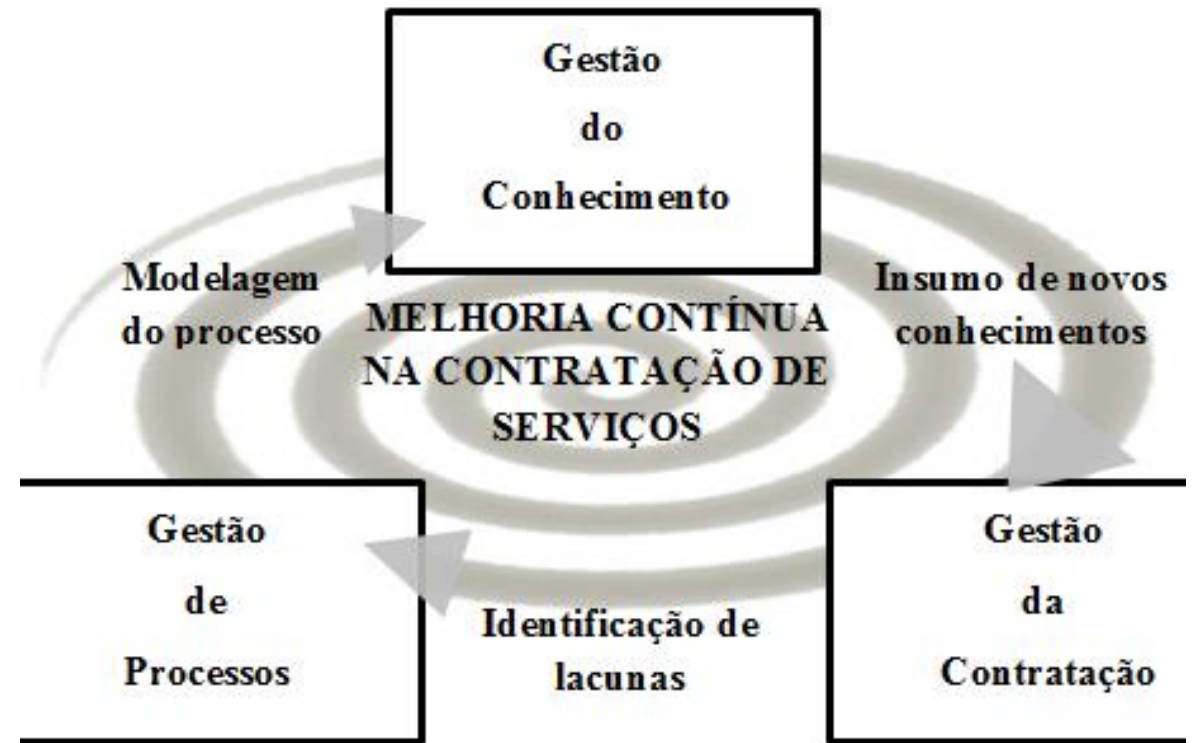 Gestão
do
Conhecimento
Modelagem
do processo
Insumo de novos
conhecimentos
MELHORIA CONTÍNUA
NA CONTRATAÇÃO DE
SERVIÇOS
Gestão
de
Processos
Identificação de
lacunas
Gestão
da
Contratação